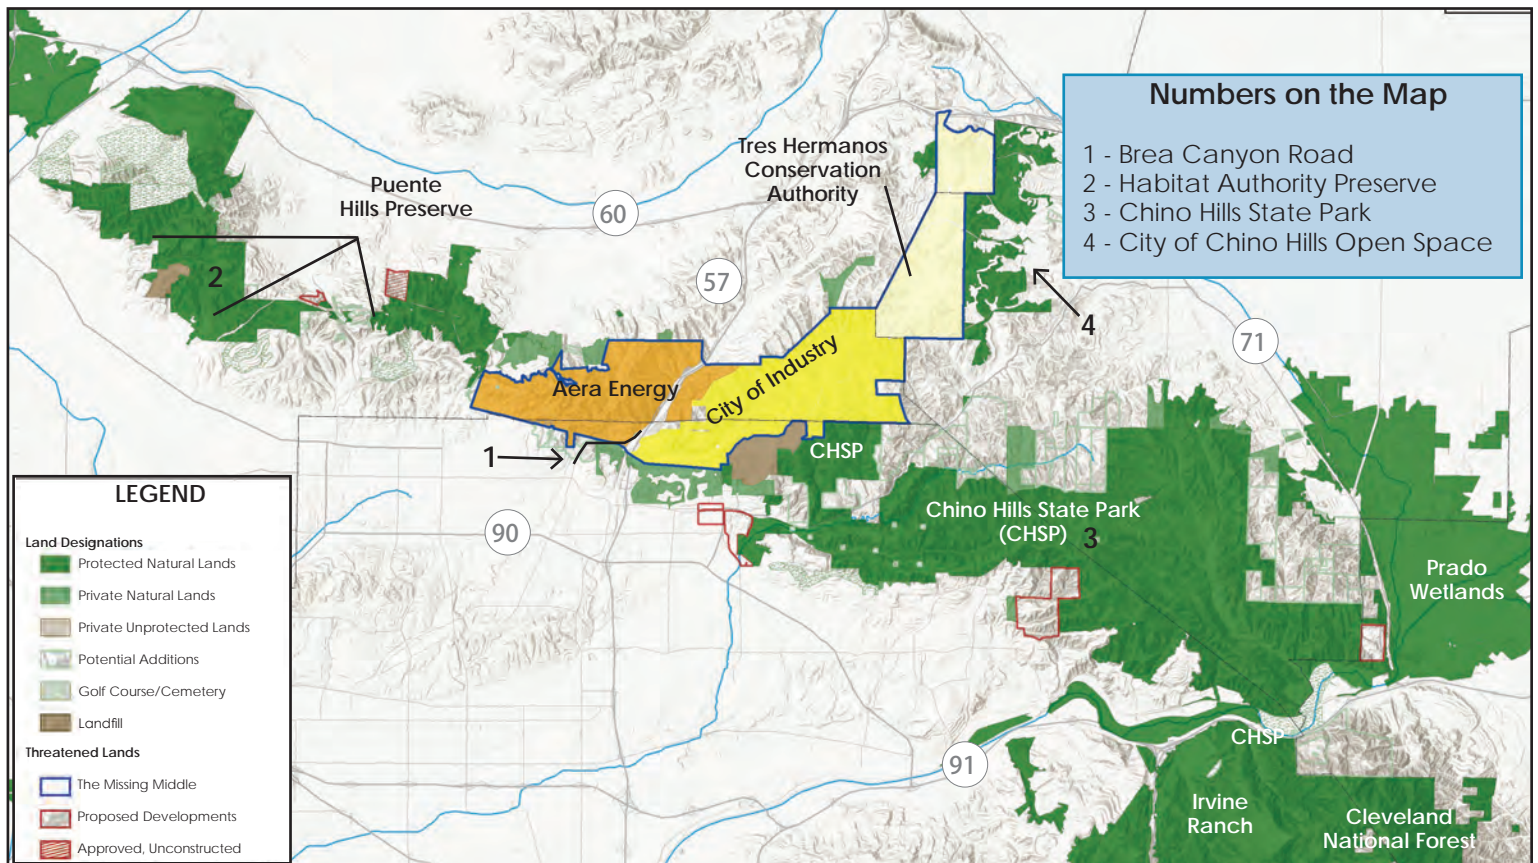 Numbers on the Map
1 - Brea Canyon Road
2 - Habitat Authority Preserve
3 - Chino Hills State Park
4 - City of Chino Hills Open Space
Tres Hermanos
Conservation
Authority
Puente
Hills Preserve
60
2
57
4
71
Aera Energy
City of Industry
1
CHSP
90
Chino Hills State Park
(CHSP)
3
Prado
Wetlands
CHSP
91
Irvine
Ranch
Cleveland
National Forest
LEGEND
Land Designations
Protected Natural Lands
Private Natural Lands
Private Unprotected Lands
Potential Additions
Golf Course/Cemetery
Landfill
Threatened Lands
The Missing Middle
Proposed Developments
Approved, Unconstructed